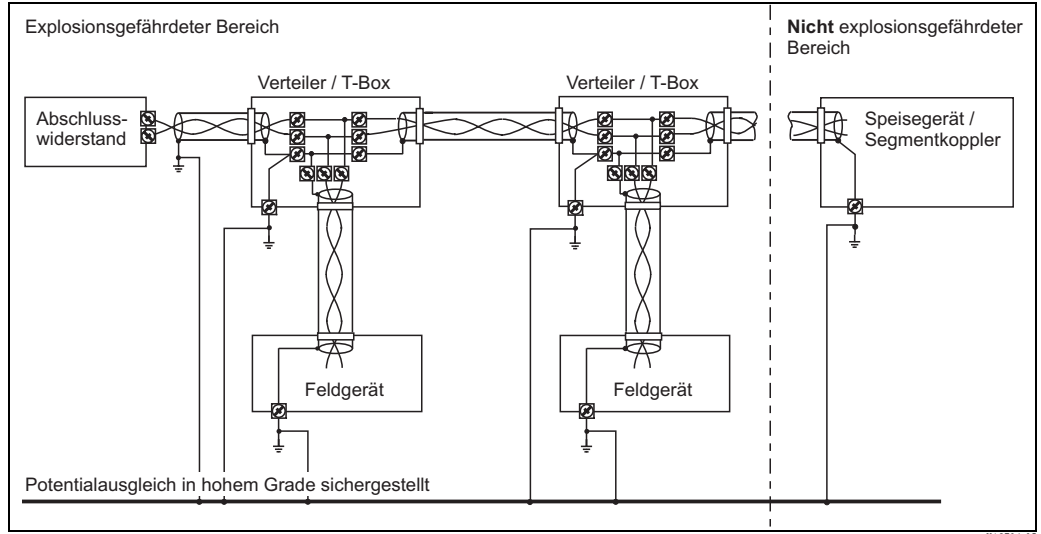 Explosionsgefährdeter Bereich
Nicht explosionsgefährdeter
Bereich
Verteiler / T-Box
Verteiler / T-Box
Abschluss-
widerstand
Speisegerät /
Segmentkoppler
Feldgerät
Feldgerät
Potentialausgleich in hohem Grade sichergestellt